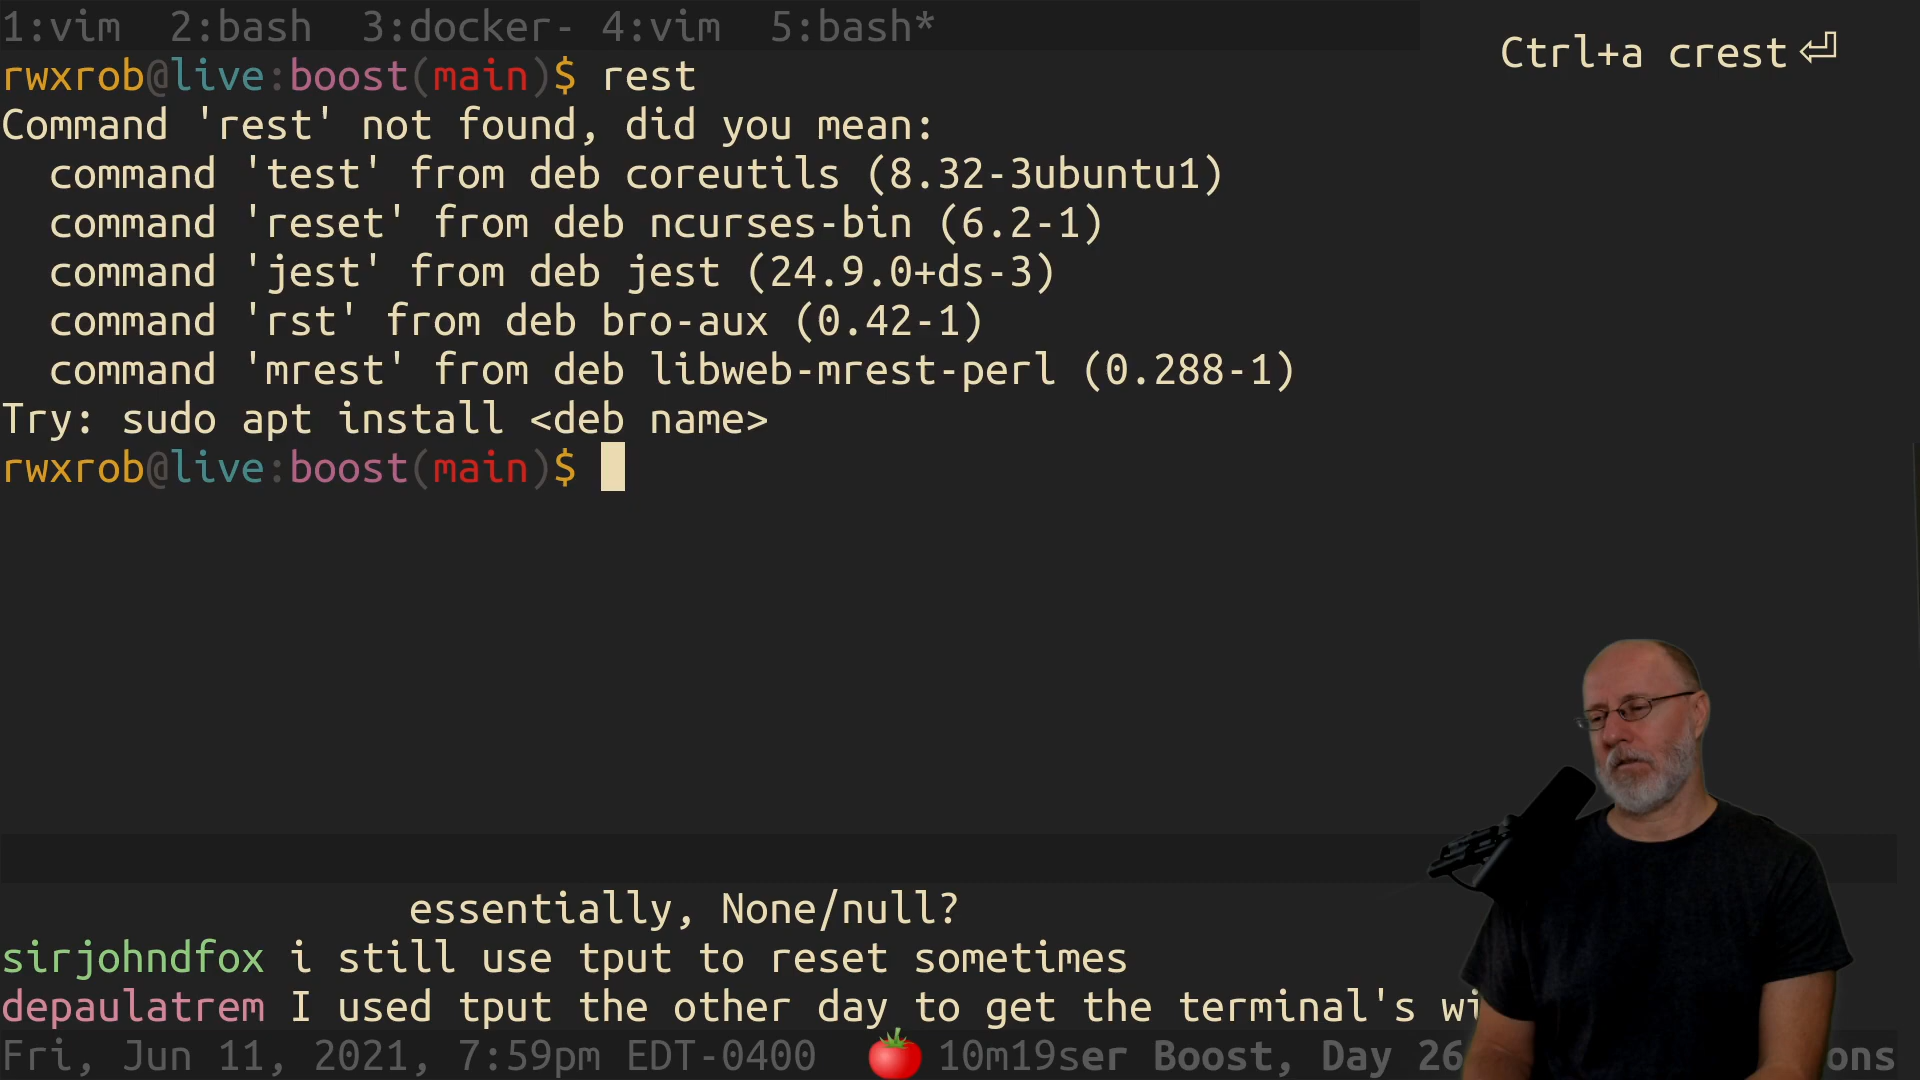 1:vim  2:bash  3:docker- 4:vim  5:bash*
Ctrl+a crest⏎
rwxrob@live:boost(main)$ rest
Command 'rest' not found, did you mean:
  command 'test' from deb coreutils (8.32-3ubuntu1)
  command 'reset' from deb ncurses-bin (6.2-1)
  command 'jest' from deb jest (24.9.0+ds-3)
  command 'rst' from deb bro-aux (0.42-1)
  command 'mrest' from deb libweb-mrest-perl (0.288-1)
Try: sudo apt install <deb name>
rwxrob@live:boost(main)$
essentially, None/null?
sirjohndfox i still use tput to reset sometimes
depaulatrem I used tput the other day to get the terminal's wi
Fri, Jun 11, 2021, 7:59pm EDT-0400 🍅 10m19ser Boost, Day 26 ons